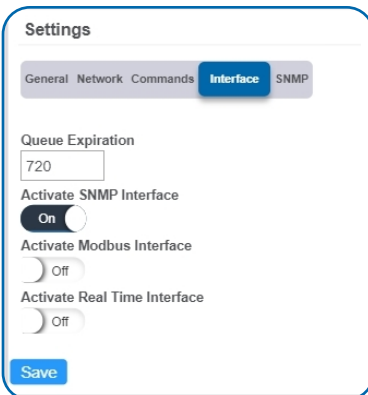 Settings
General Network Commands Interface SNMP
Queue Expiration
720
Activate SNMP Interface
On
Activate Modbus Interface
Off
Activate Real Time Interface
Off
Save